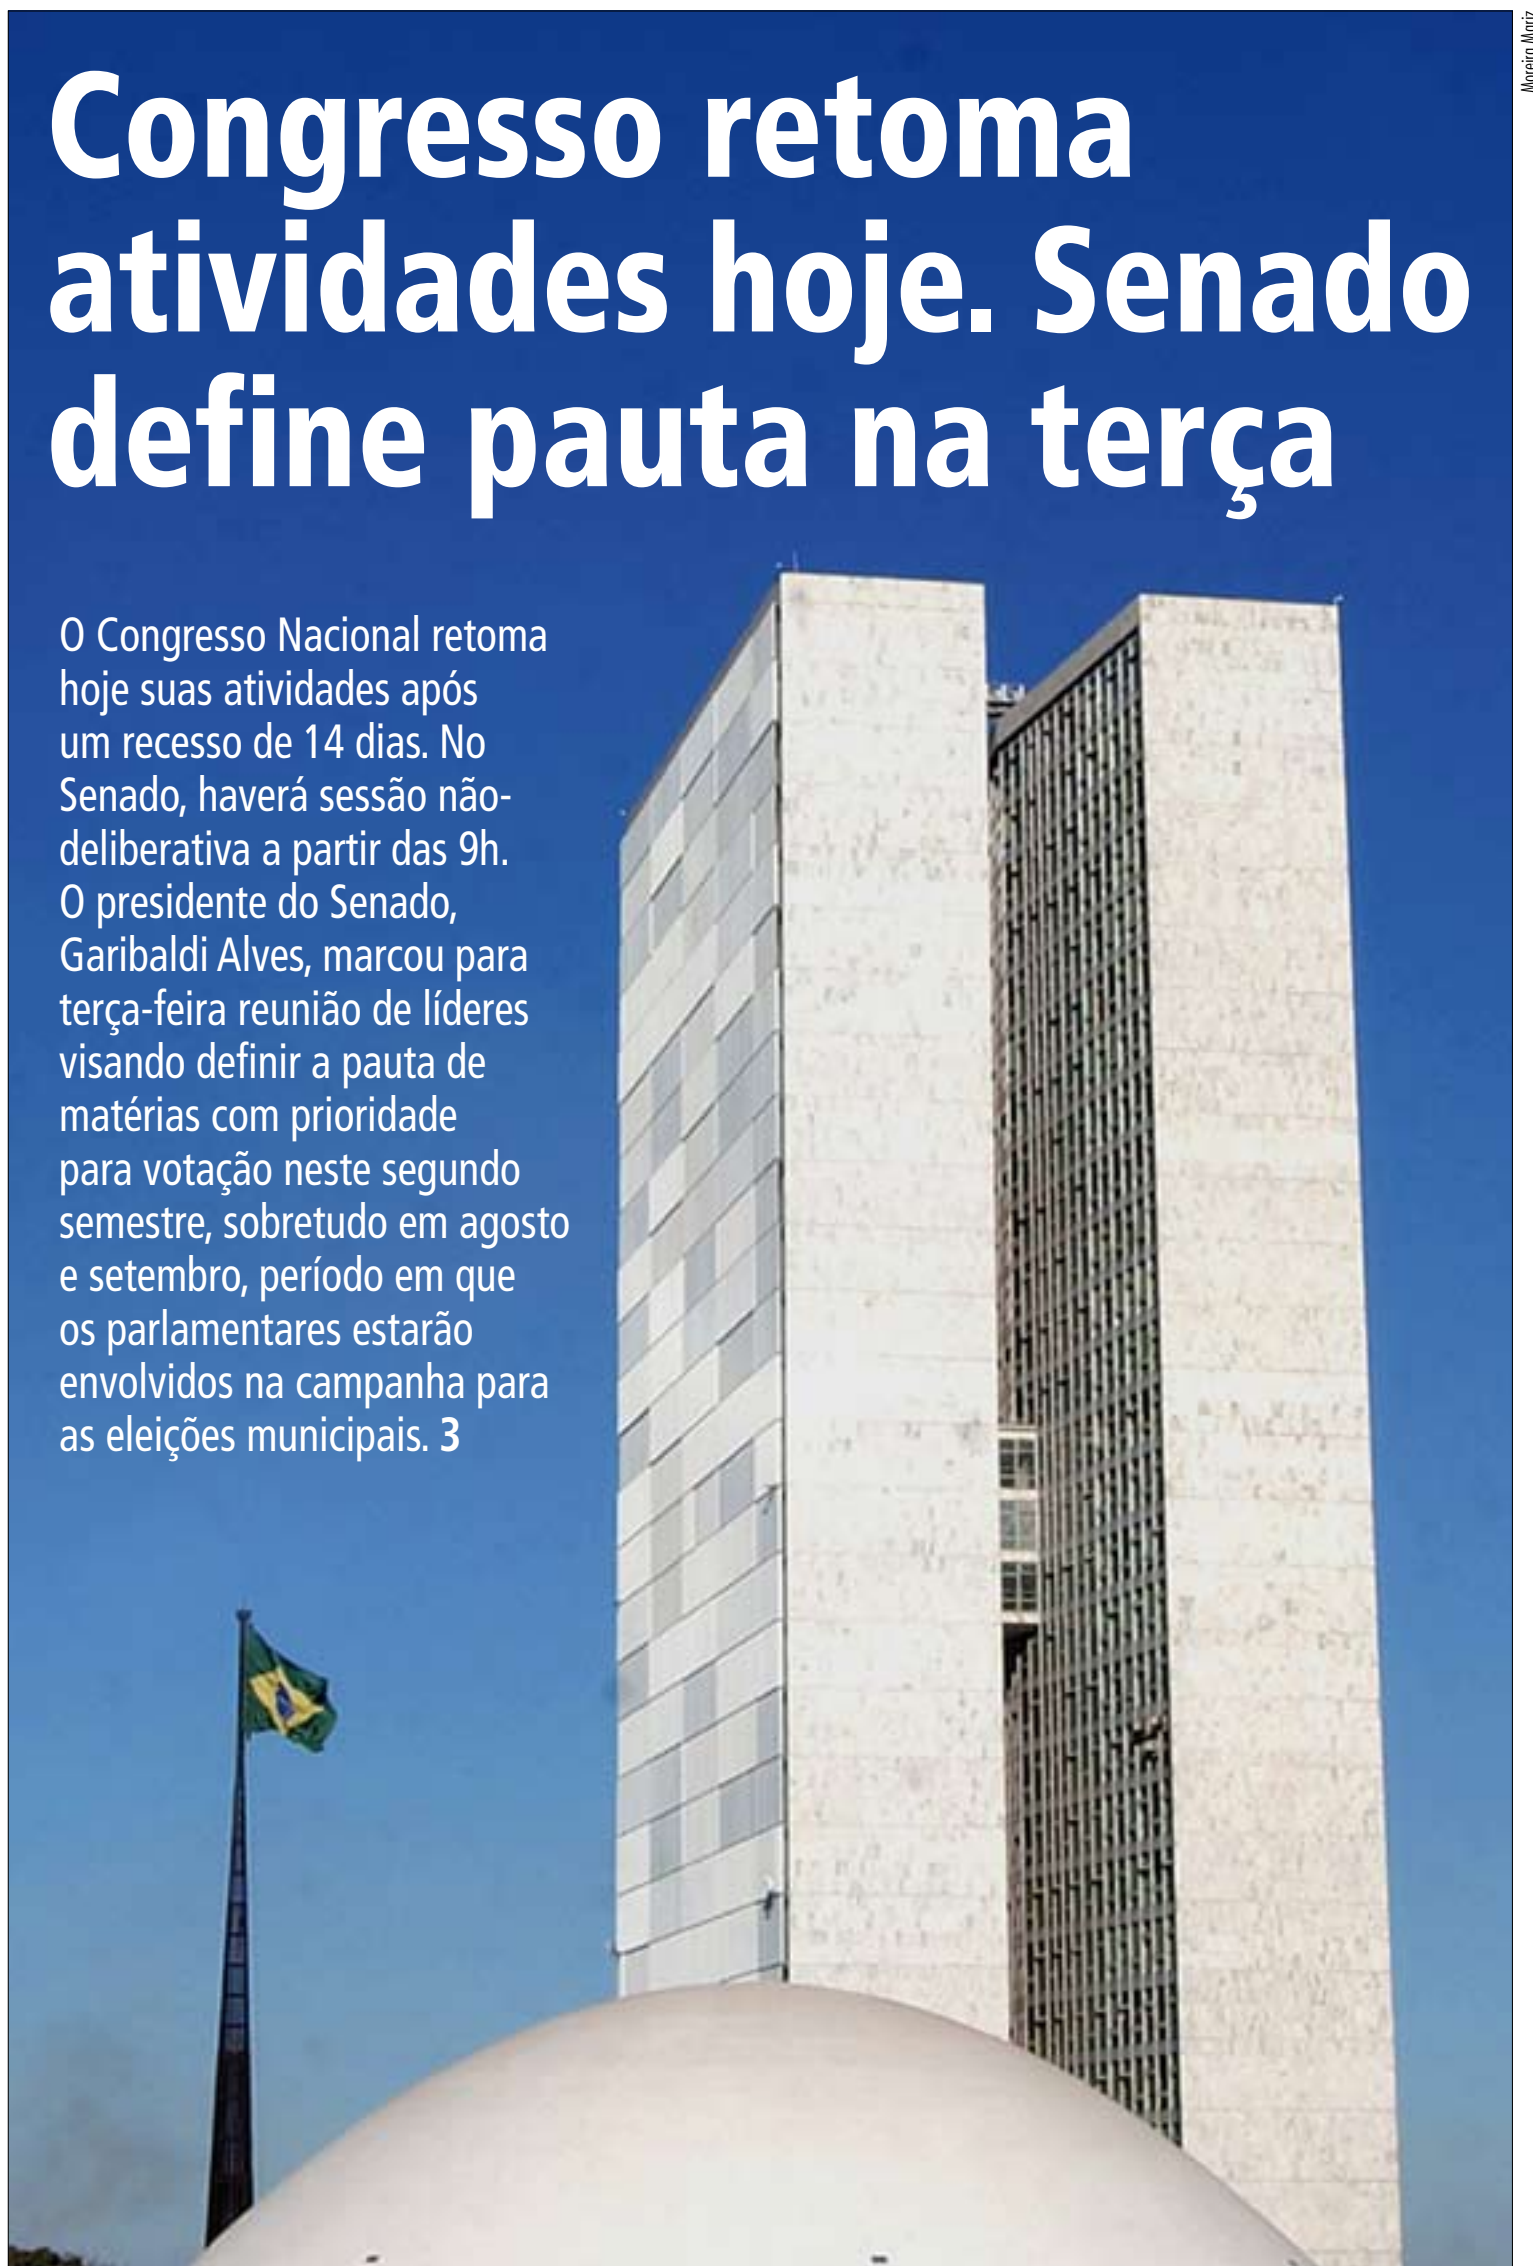 Congresso retoma
atividades hoje. Senado
define pauta na terça
O Congresso Nacional retoma
hoje suas atividades após
um recesso de 14 dias. No
Senado, haverá sessão não-
deliberativa a partir das 9h.
O presidente do Senado,
Garibaldi Alves, marcou para
terça-feira reunião de líderes
visando definir a pauta de
matérias com prioridade
para votação neste segundo
semestre, sobretudo em agosto
e setembro, período em que
os parlamentares estarão
envolvidos na campanha para
as eleições municipais. 3
Moreira Mariz